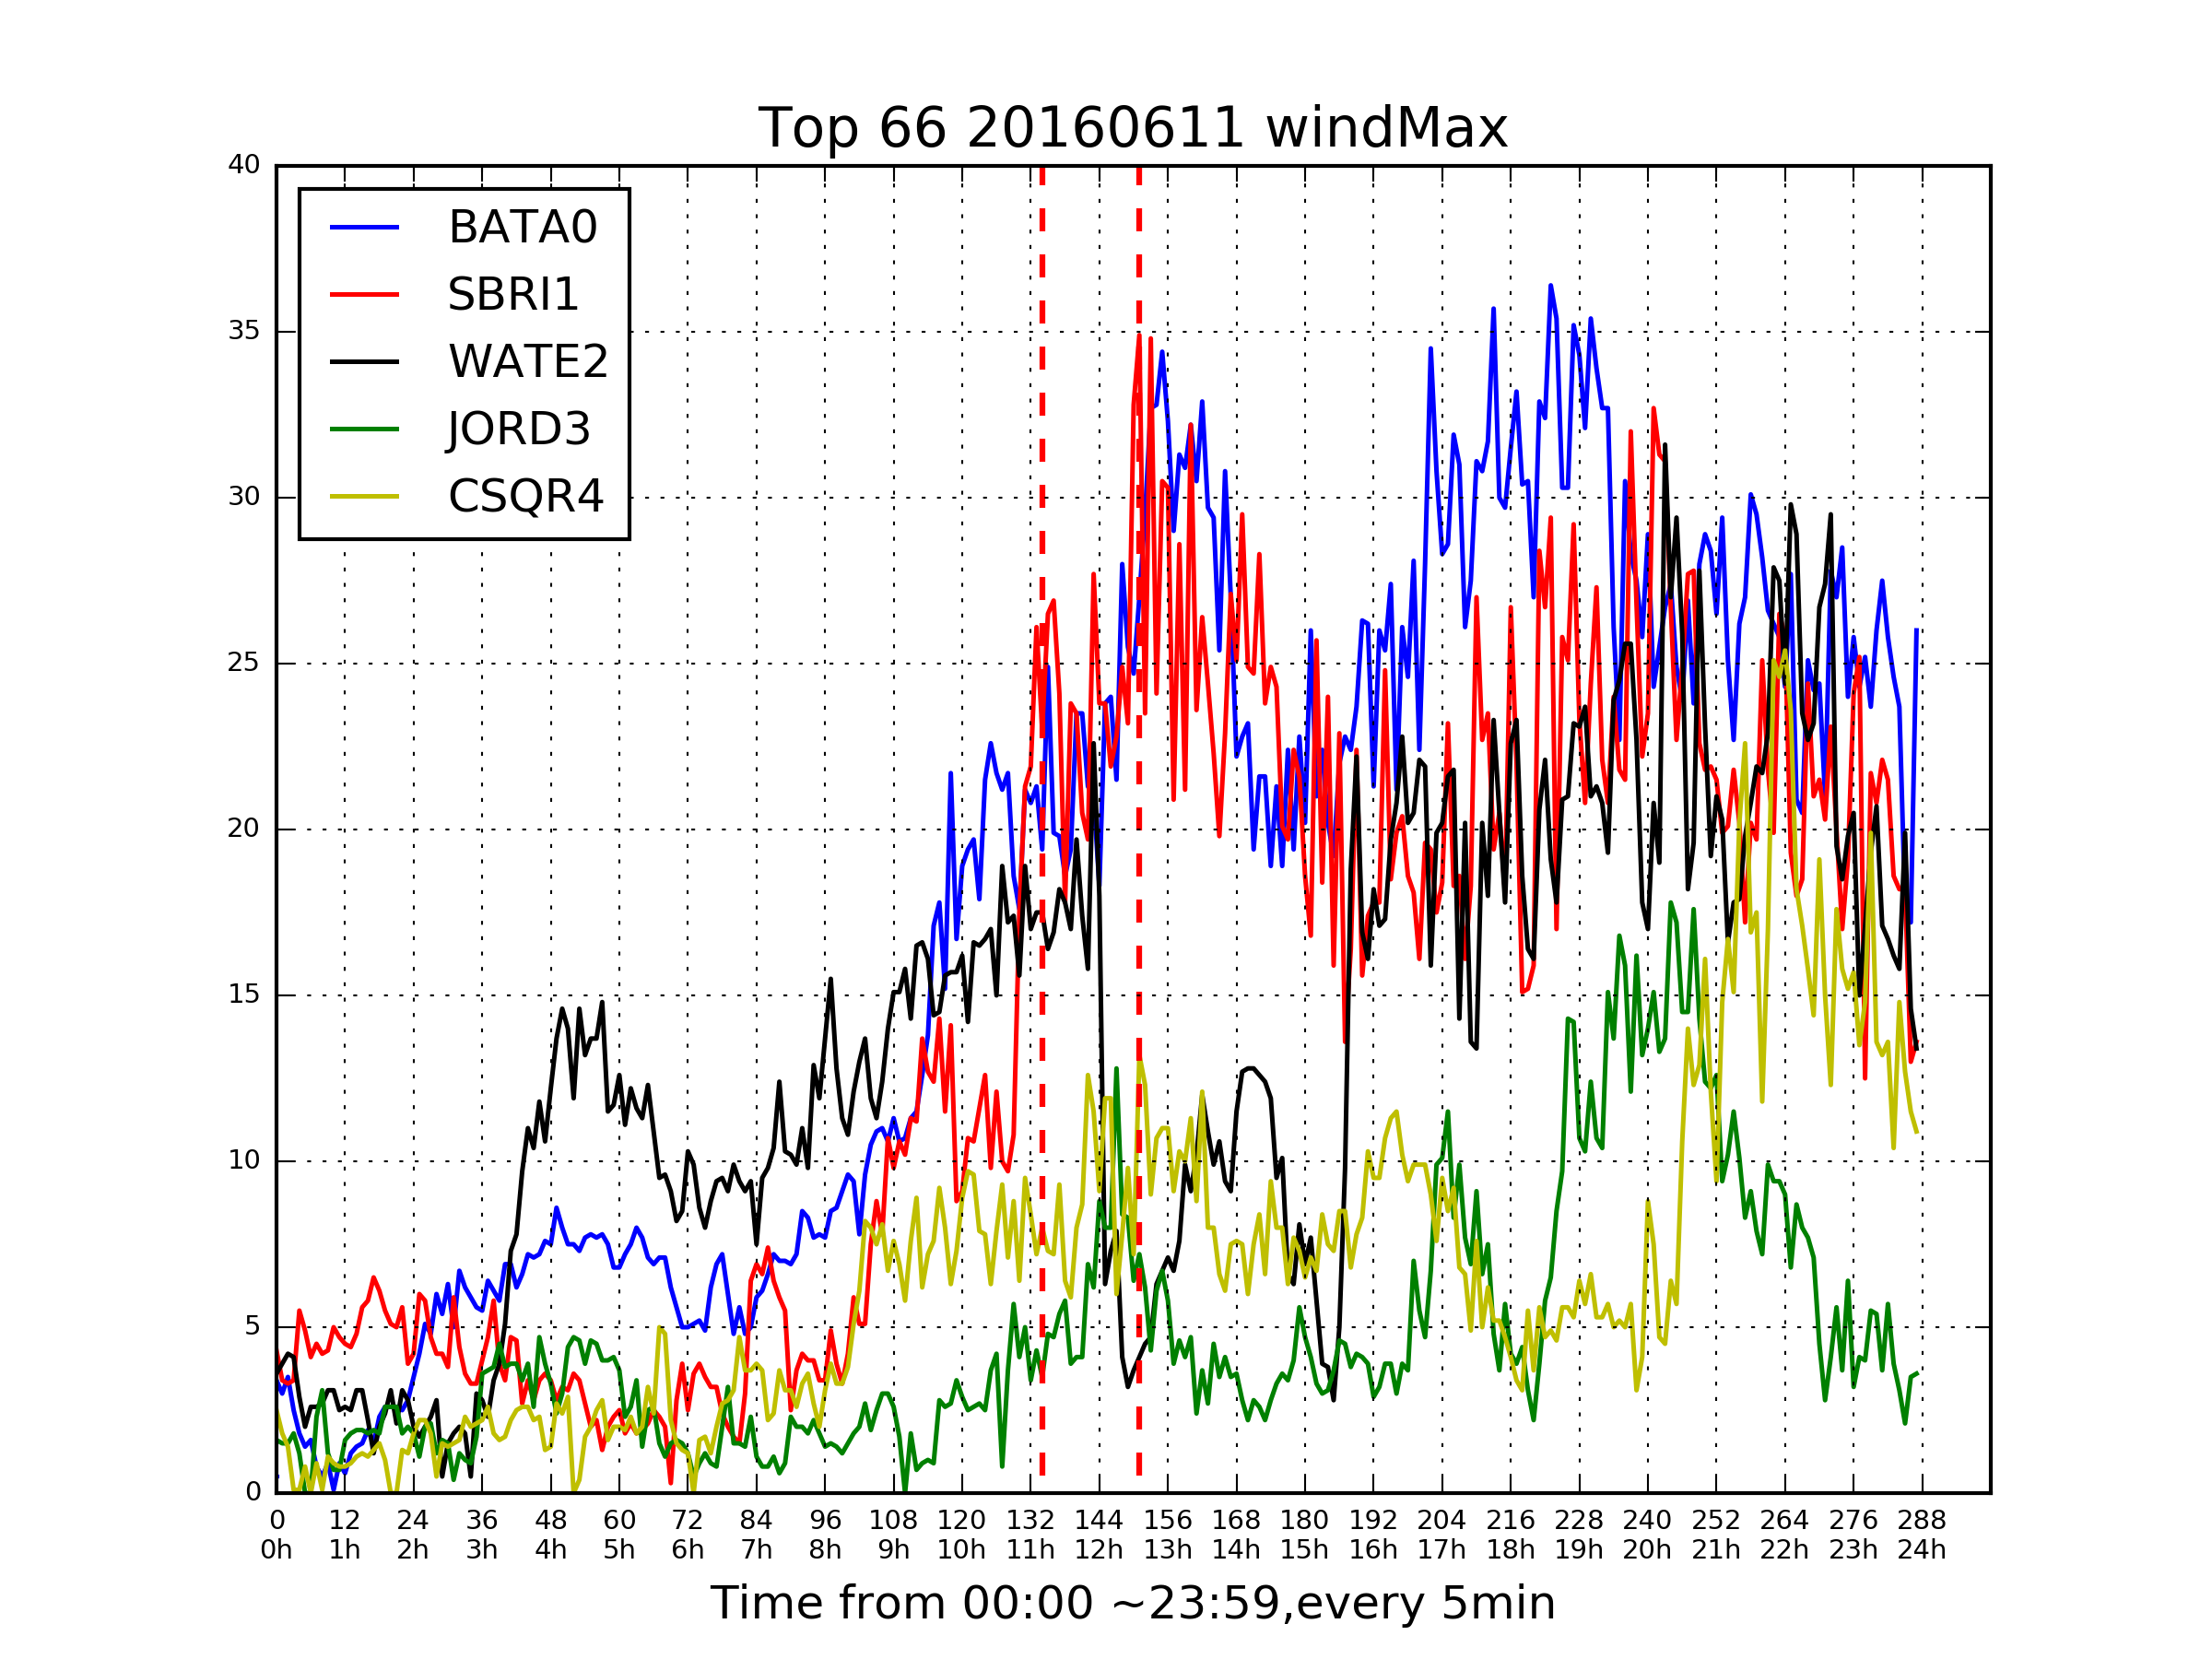 Top 66 20160611 windMax
40
35
30
25
20
15
10
5
0
BATA0
SBRI1
WATE2
JORD3
CSQR4
0 12 24 36 48 60 72 84 96 108 120 132 144 156 168 180 192 204 216 228 240 252 264 276 288
0h 1h 2h 3h 4h 5h 6h 7h 8h 9h 10h 11h 12h 13h 14h 15h 16h 17h 18h 19h 20h 21h 22h 23h 24h
Time from 00:00 ~23:59,every 5min